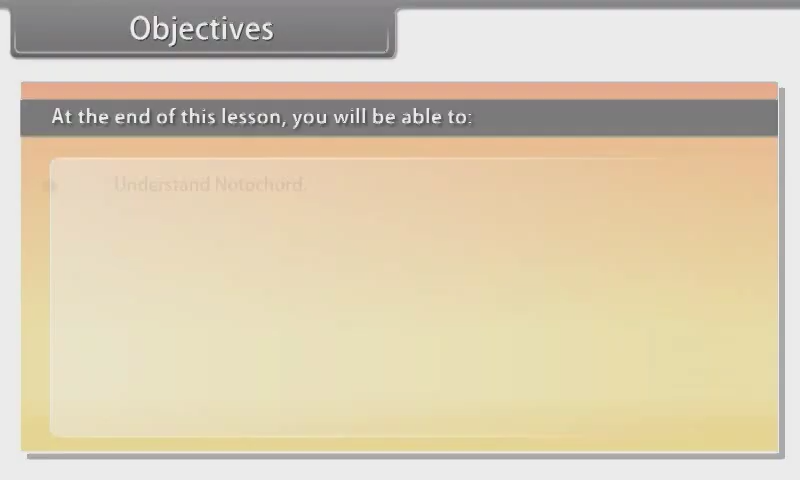 Objectives
At the end of this lesson, you will be able to:
Understand Notochord